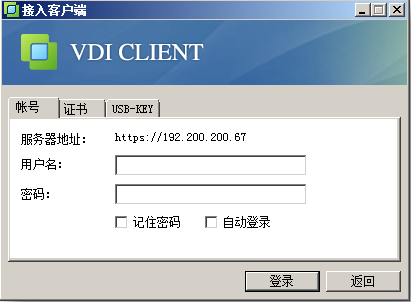 接入客户端
VDI CLIENT
帐号 证书 USB-KEY
服务器地址： https://192.200.200.67
用户名：
密码：
记住密码 自动登录
登录 返回